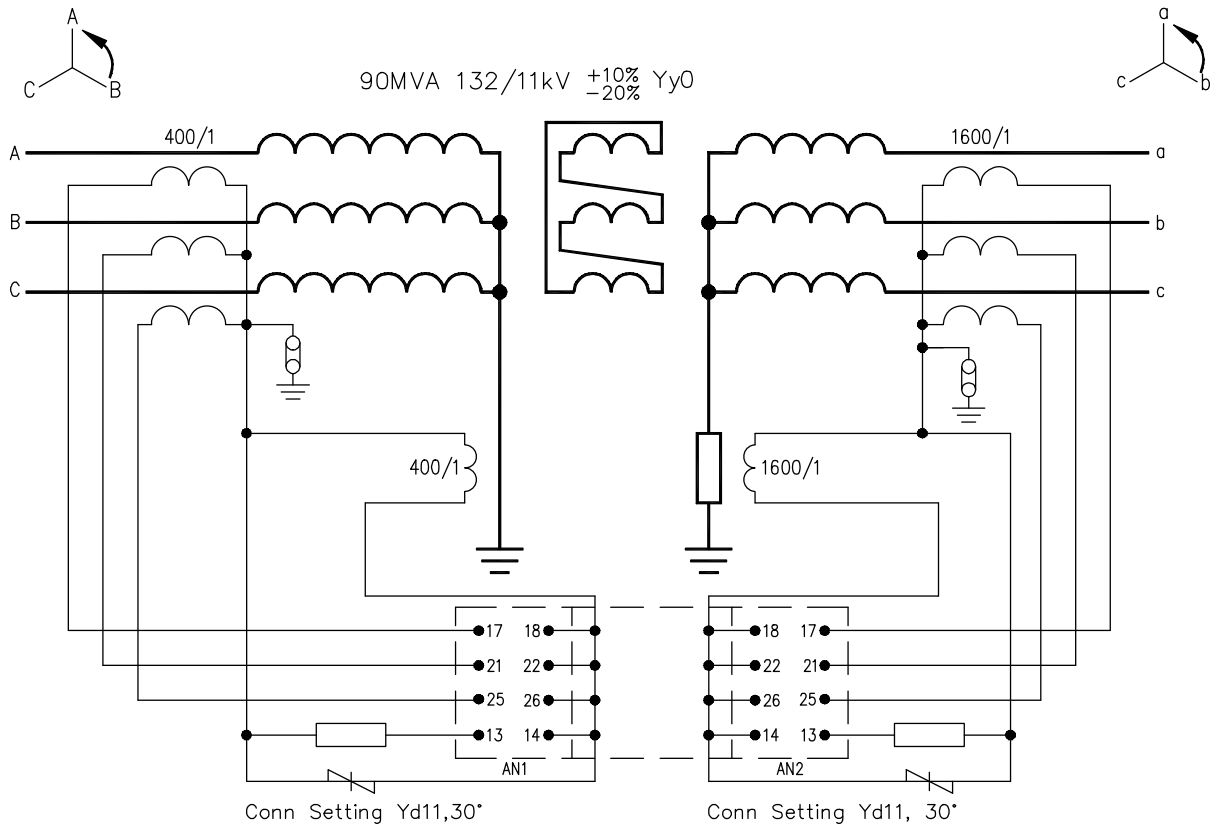 A
C
B
a
c
b
90MVA 132/11kV +10% Yy0
-20%
A
400/1
1600/1
a
B
b
C
c
400/1
1600/1
17 18
18 17
21 22
22 21
25 26
26 25
13 14
14 13
AN1
AN2
Conn Setting Yd11,30°
Conn Setting Yd11, 30°